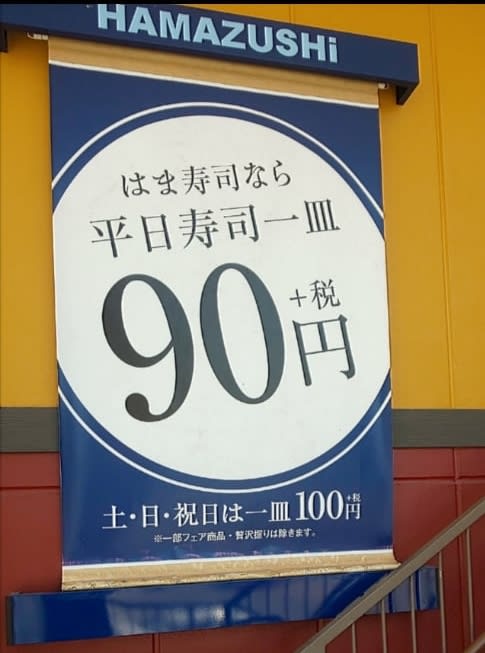 HAMAZUSHi
はま寿司なら
平日寿司一皿
90円+税
土・日・祝日は一皿100円+税
※一部フェア商品・贅沢握りは除きます。